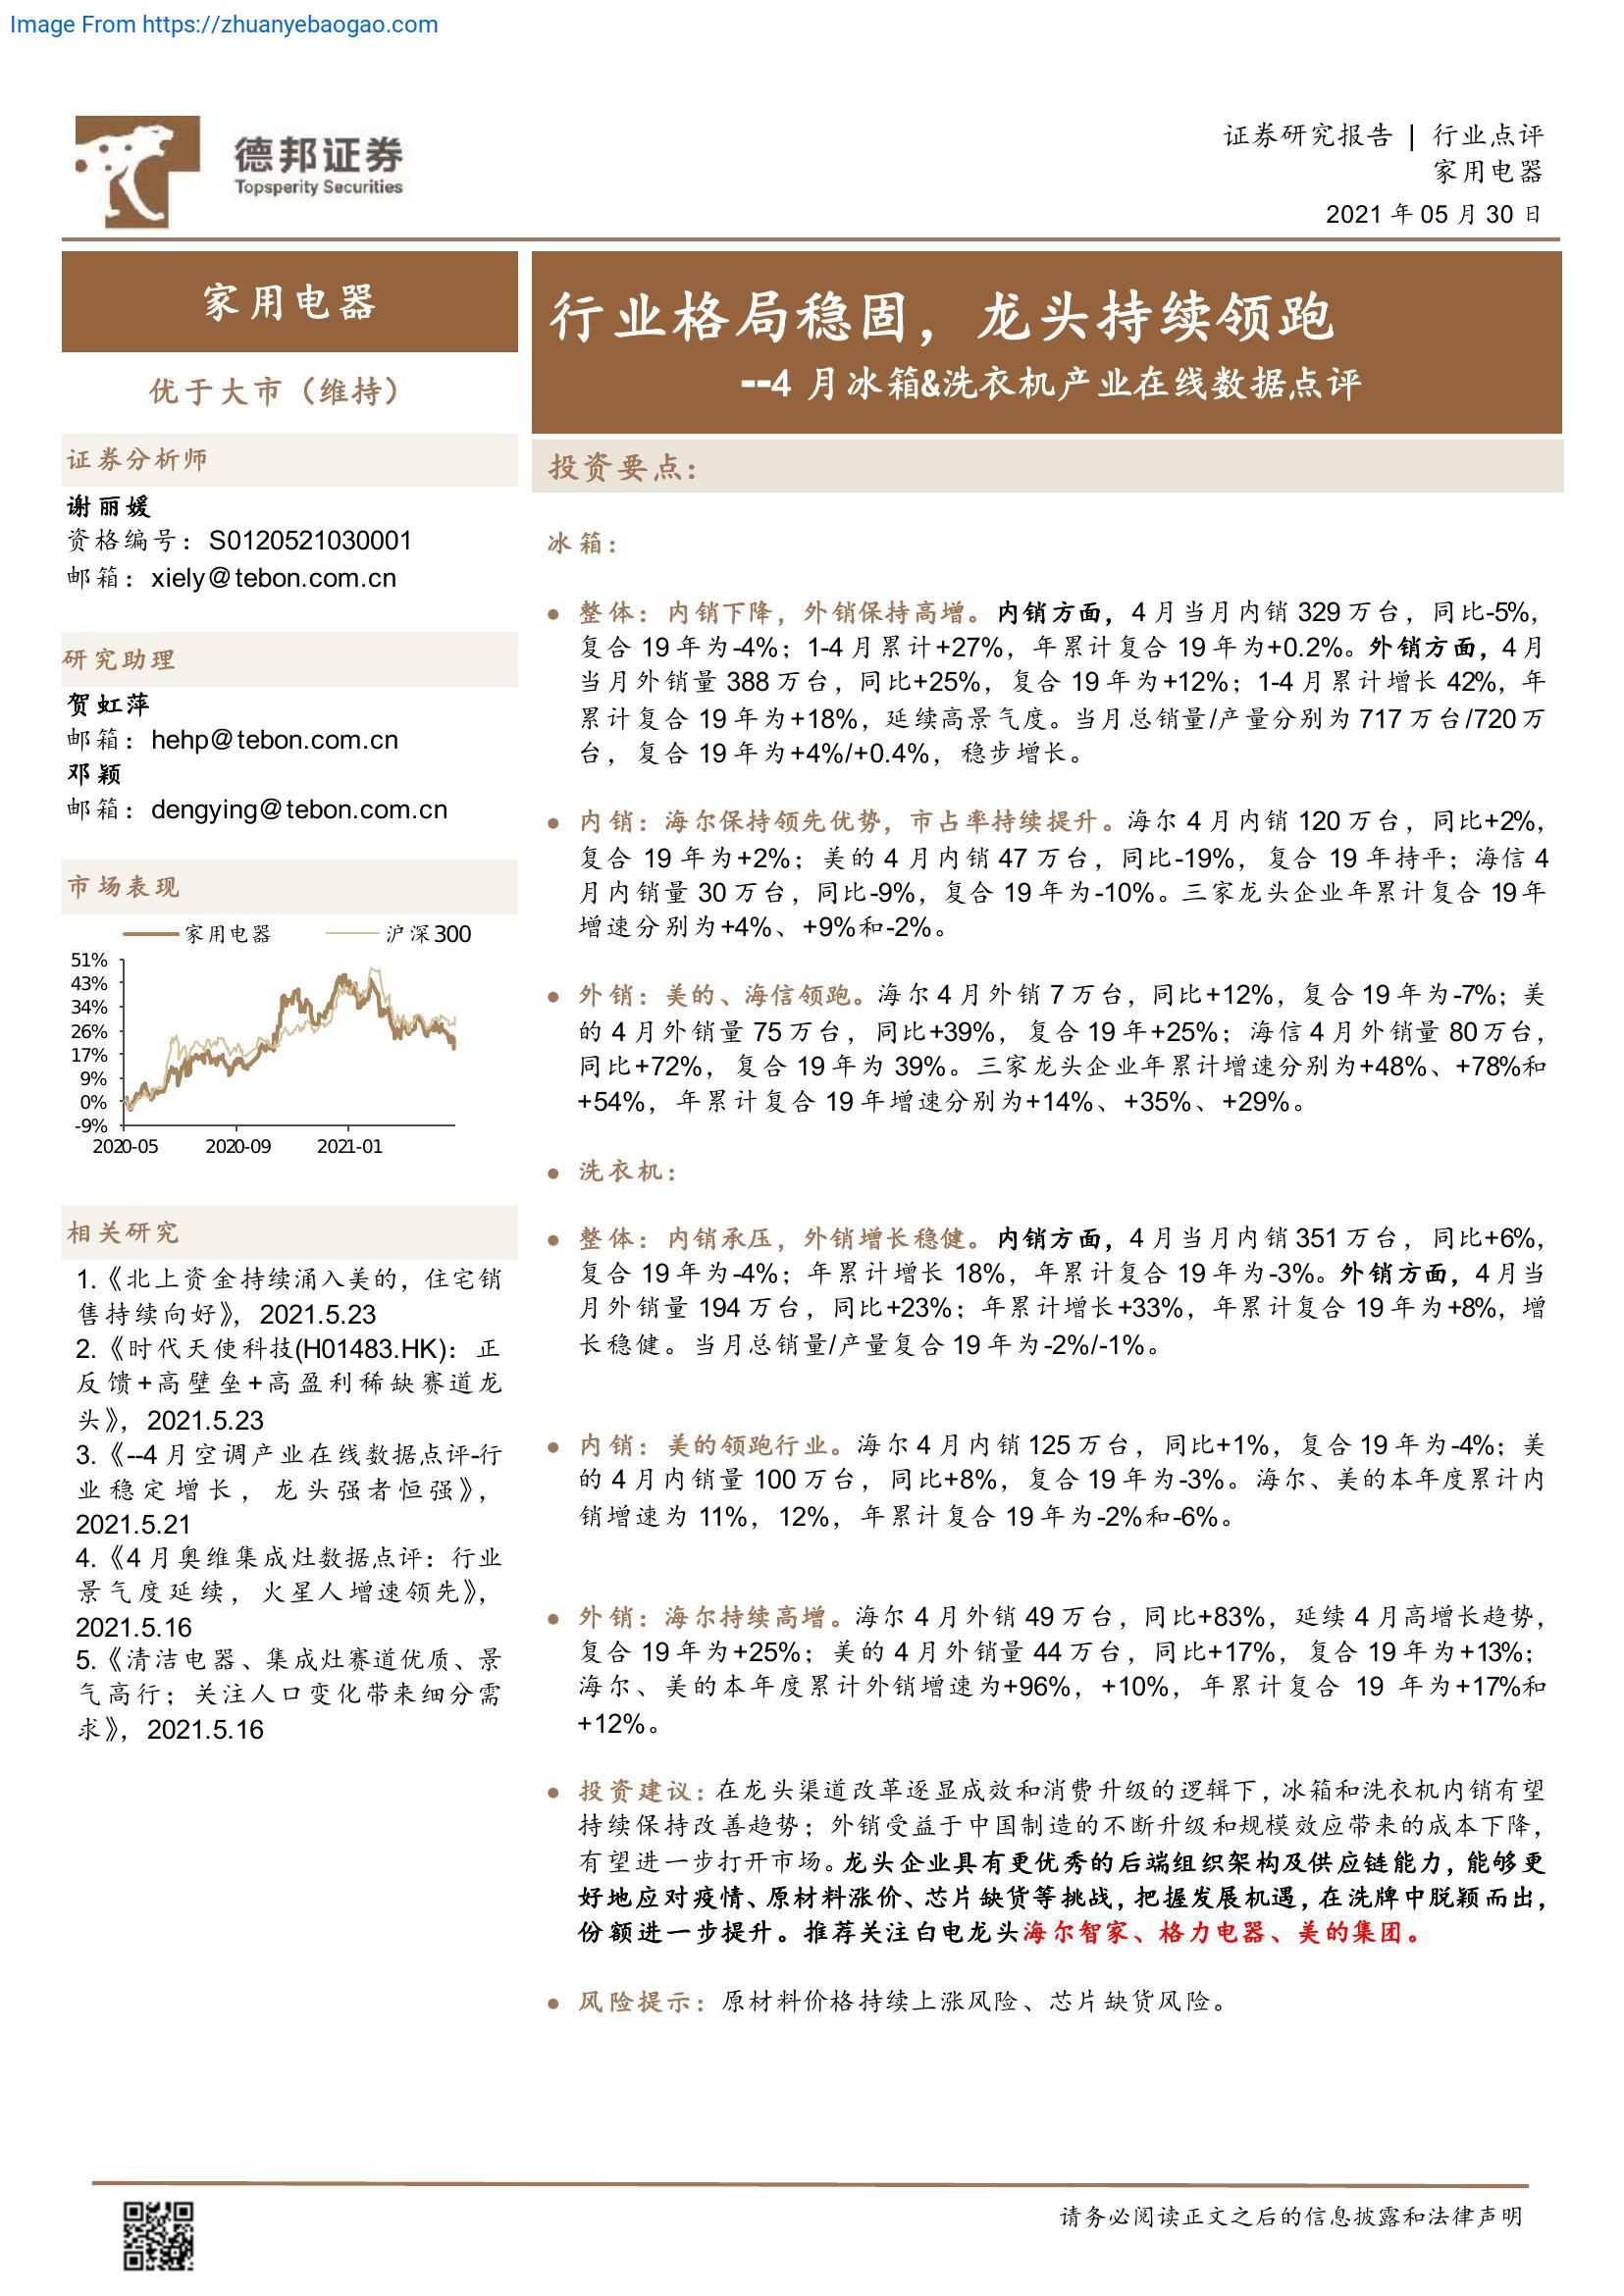 Image From https://zhuanyebaogao.com
德邦证券
Topsperity Securities
证券研究报告 | 行业点评
家用电器
2021 年 05 月 30 日
家用电器
优于大市（维持）
证券分析师
谢丽媛
资格编号：S0120521030001
邮箱：xiely@tebon.com.cn
研究助理
贺虹萍
邮箱：hehp@tebon.com.cn
邓颖
邮箱：dengying@tebon.com.cn
市场表现
家用电器
沪深300
51%
43%
34%
26%
17%
9%
0%
-9%
2020-05
2020-09
2021-01
相关研究
1.《北上资金持续涌入美的，住宅销
售持续向好》，2021.5.23
2.《时代天使科技(H01483.HK)：正
反馈+高壁垒+高盈利稀缺赛道龙
头》，2021.5.23
3.《--4 月空调产业在线数据点评-行
业稳定增长，龙头强者恒强》，
2021.5.21
4.《4 月奥维集成灶数据点评：行业
景气度延续，火星人增速领先》，
2021.5.16
5.《清洁电器、集成灶赛道优质、景
气高行；关注人口变化带来细分需
求》，2021.5.16
行业格局稳固，龙头持续领跑
--4 月冰箱&洗衣机产业在线数据点评
投资要点：
冰箱：
● 整体：内销下降，外销保持高增。内销方面，4 月当月内销 329 万台，同比-5%，
复合 19 年为-4%；1-4 月累计+27%，年累计复合 19 年为+0.2%。外销方面，4 月
当月外销量 388 万台，同比+25%，复合 19 年为+12%；1-4 月累计增长 42%，年
累计复合 19 年为+18%，延续高景气度。当月总销量/产量分别为 717 万台/720 万
台，复合 19 年为+4%/+0.4%，稳步增长。
● 内销：海尔保持领先优势，市占率持续提升。海尔 4 月内销 120 万台，同比+2%，
复合 19 年为+2%；美的 4 月内销 47 万台，同比-19%，复合 19 年持平；海信 4
月内销量 30 万台，同比-9%，复合 19 年为-10%。三家龙头企业年累计复合 19 年
增速分别为+4%、+9%和-2%。
● 外销：美的、海信领跑。海尔 4 月外销 7 万台，同比+12%，复合 19 年为-7%；美
的 4 月外销量 75 万台，同比+39%，复合 19 年+25%；海信 4 月外销量 80 万台，
同比+72%，复合 19 年为 39%。三家龙头企业年累计增速分别为+48%、+78%和
+54%，年累计复合 19 年增速分别为+14%、+35%、+29%。
● 洗衣机：
● 整体：内销承压，外销增长稳健。内销方面，4 月当月内销 351 万台，同比+6%，
复合 19 年为-4%；年累计增长 18%，年累计复合 19 年为-3%。外销方面，4 月当
月外销量 194 万台，同比+23%；年累计增长+33%，年累计复合 19 年为+8%，增
长稳健。当月总销量/产量复合 19 年为-2%/-1%。
● 内销：美的领跑行业。海尔 4 月内销 125 万台，同比+1%，复合 19 年为-4%；美
的 4 月内销量 100 万台，同比+8%，复合 19 年为-3%。海尔、美的本年度累计内
销增速为 11%，12%，年累计复合 19 年为-2%和-6%。
● 外销：海尔持续高增。海尔 4 月外销 49 万台，同比+83%，延续 4 月高增长趋势，
复合 19 年为+25%；美的 4 月外销量 44 万台，同比+17%，复合 19 年为+13%；
海尔、美的本年度累计外销增速为+96%，+10%，年累计复合 19 年为+17%和
+12%。
● 投资建议：在龙头渠道改革逐显成效和消费升级的逻辑下，冰箱和洗衣机内销有望
持续保持改善趋势；外销受益于中国制造的不断升级和规模效应带来的成本下降，
有望进一步打开市场。龙头企业具有更优秀的后端组织架构及供应链能力，能够更
好地应对疫情、原材料涨价、芯片缺货等挑战，把握发展机遇，在洗牌中脱颖而出，
份额进一步提升。推荐关注白电龙头海尔智家、格力电器、美的集团。
● 风险提示：原材料价格持续上涨风险、芯片缺货风险。
请务必阅读正文之后的信息披露和法律声明